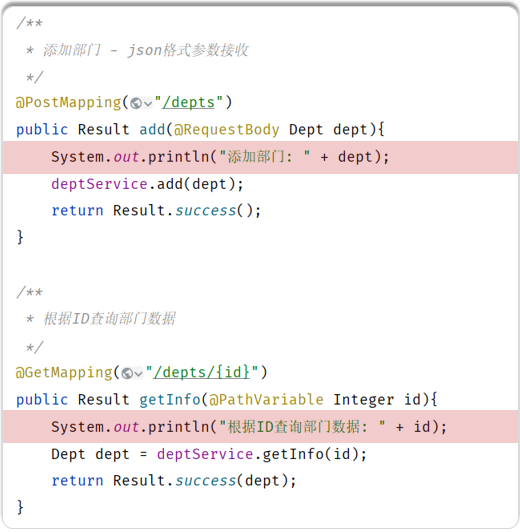 /**
 * 添加部门 - json格式参数接收
 */
@PostMapping("/depts")
public Result add(@RequestBody Dept dept){
    System.out.println("添加部门: " + dept);
    deptService.add(dept);
    return Result.success();
}
/**
 * 根据ID查询部门数据
 */
@GetMapping("/depts/{id}")
public Result getInfo(@PathVariable Integer id){
    System.out.println("根据ID查询部门数据: " + id);
    Dept dept = deptService.getInfo(id);
    return Result.success(dept);
}